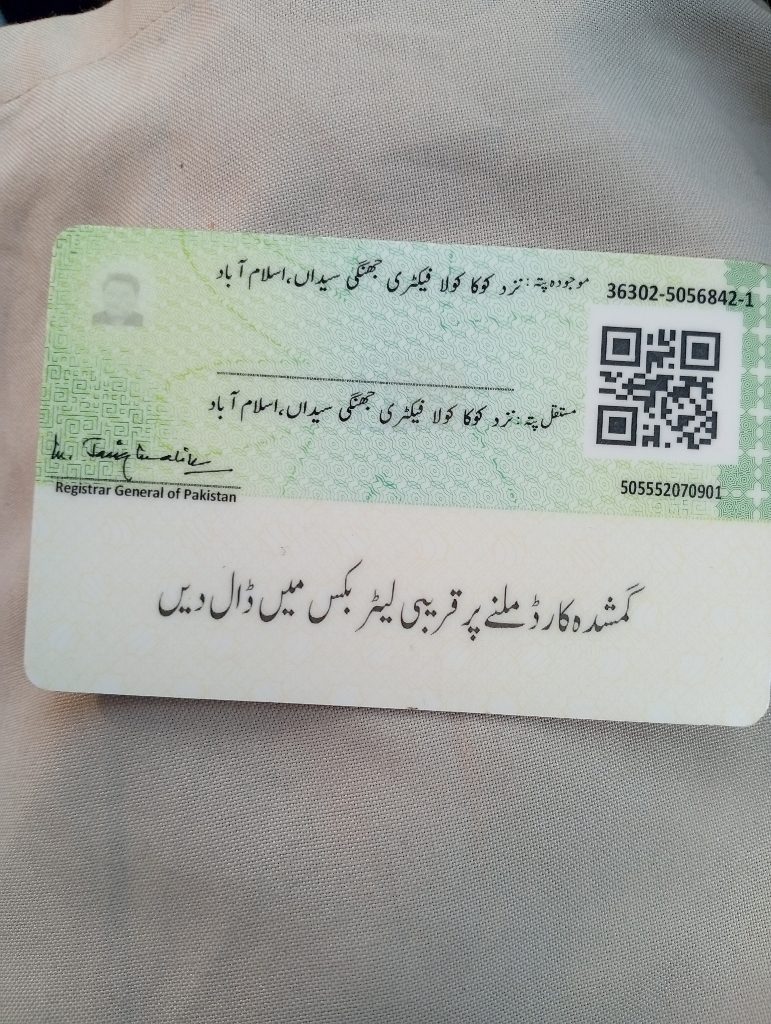 موجودہ پتہ: نزد کوکا کولا فیکٹری جھنگی سیداں، اسلام آباد
36302-5056842-1
مستقل پتہ: نزد کوکا کولا فیکٹری جھنگی سیداں، اسلام آباد
Registrar General of Pakistan
505552070901
گمشدہ کارڈ ملنے پر قریبی لیٹر بکس میں ڈال دیں